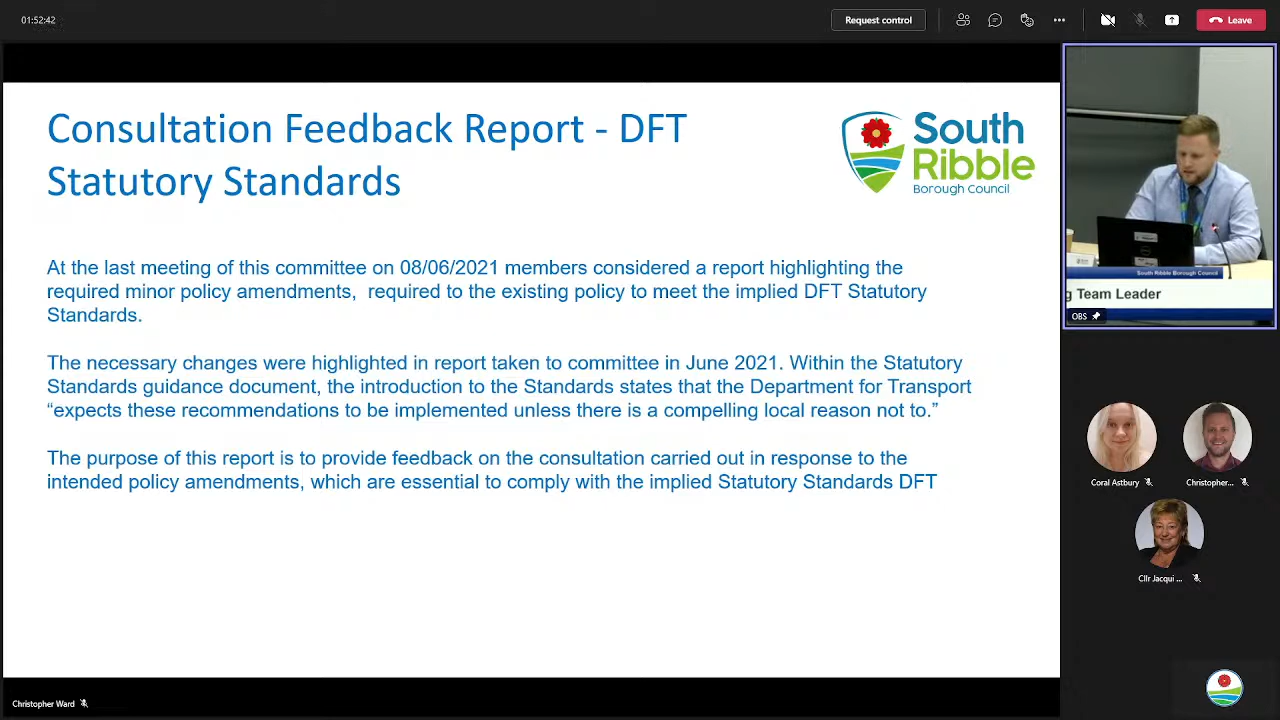 01:52:42
Request control
Leave
Consultation Feedback Report - DFT
Statutory Standards
South
Ribble
Borough Council
At the last meeting of this committee on 08/06/2021 members considered a report highlighting the
required minor policy amendments,  required to the existing policy to meet the implied DFT Statutory
Standards.
The necessary changes were highlighted in report taken to committee in June 2021. Within the Statutory
Standards guidance document, the introduction to the Standards states that the Department for Transport
“expects these recommendations to be implemented unless there is a compelling local reason not to.”
The purpose of this report is to provide feedback on the consultation carried out in response to the
intended policy amendments, which are essential to comply with the implied Statutory Standards DFT
South Ribble Borough Council
g Team Leader
OBS
Coral Astbury
Christopher...
Cllr Jacqui ...
Christopher Ward